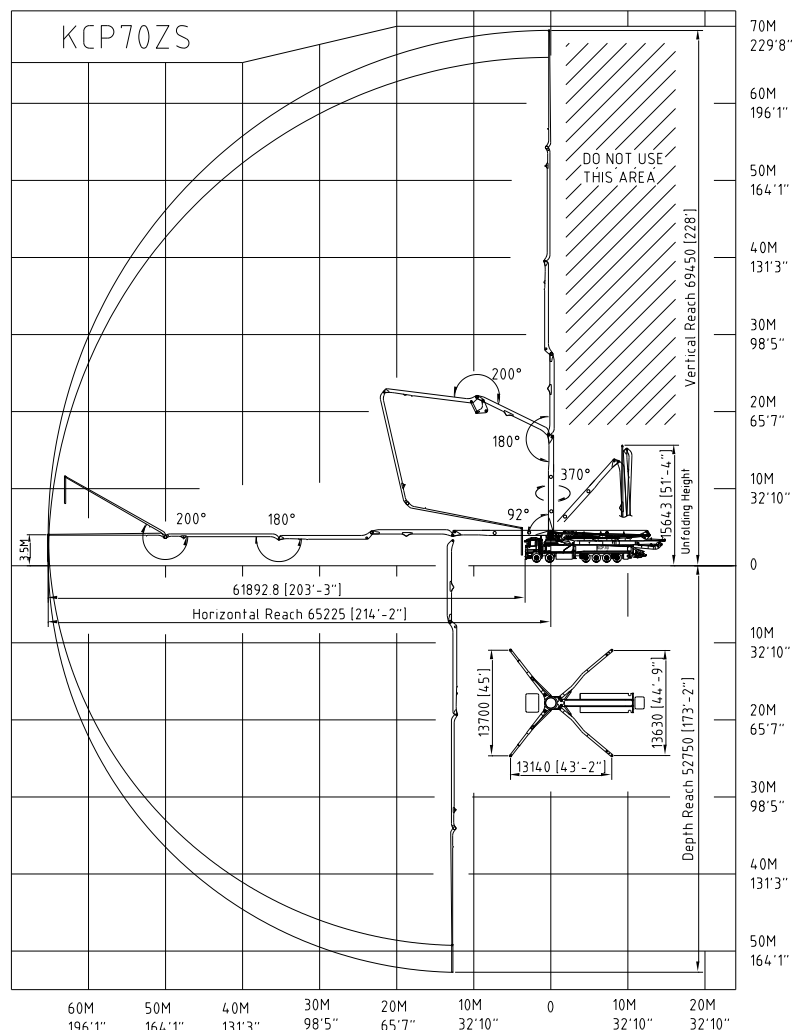 KCP70ZS
70M
229'8"
60M
196'1"
50M
164'1"
40M
131'3"
30M
98'5"
20M
65'7"
10M
32'10"
0
10M
32'10"
20M
65'7"
30M
98'5"
40M
131'3"
50M
164'1"
DO NOT USE
THIS AREA
Vertical Reach 69450 [228']
200°
180°
370°
92°
15643 [51'-4"]
Unfolding Height
200°
180°
3.5M
61892.8 [203'-3"]
Horizontal Reach 65225 [214'-2"]
13700 [45']
13630 [44'-9"]
13140 [43'-2"]
Depth Reach 52750 [173'-2"]
60M
196'1"
50M
164'1"
40M
131'3"
30M
98'5"
20M
65'7"
10M
32'10"
0
10M
32'10"
20M
32'10"